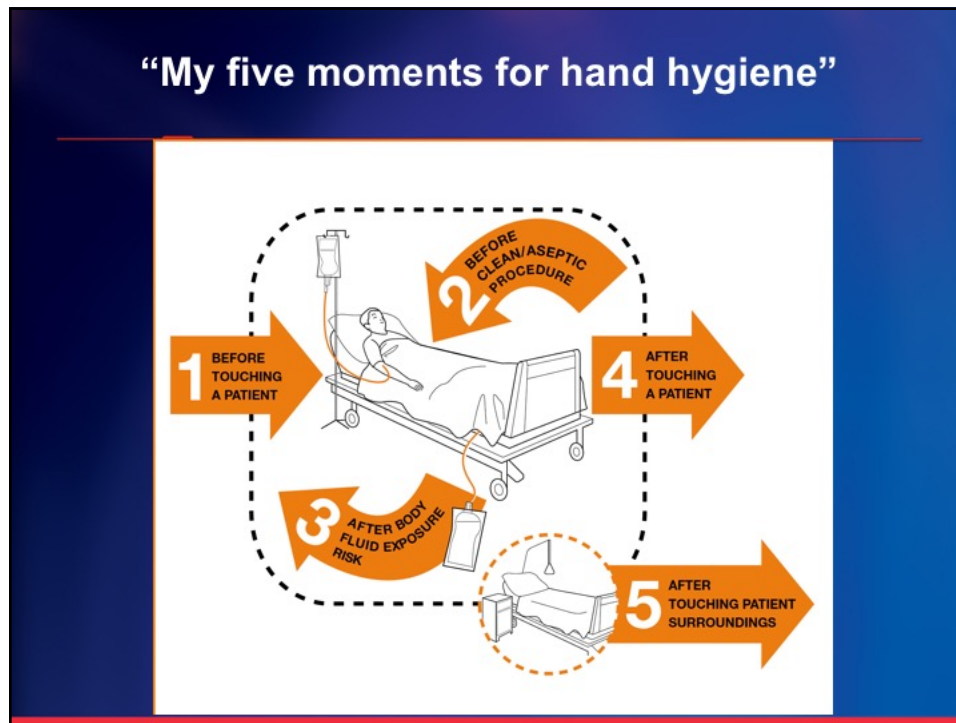 “My five moments for hand hygiene”
1
BEFORE
TOUCHING
A PATIENT
2
BEFORE
CLEAN/ASEPTIC
PROCEDURE
3
AFTER BODY
FLUID EXPOSURE
RISK
4
AFTER
TOUCHING
A PATIENT
5
AFTER
TOUCHING PATIENT
SURROUNDINGS